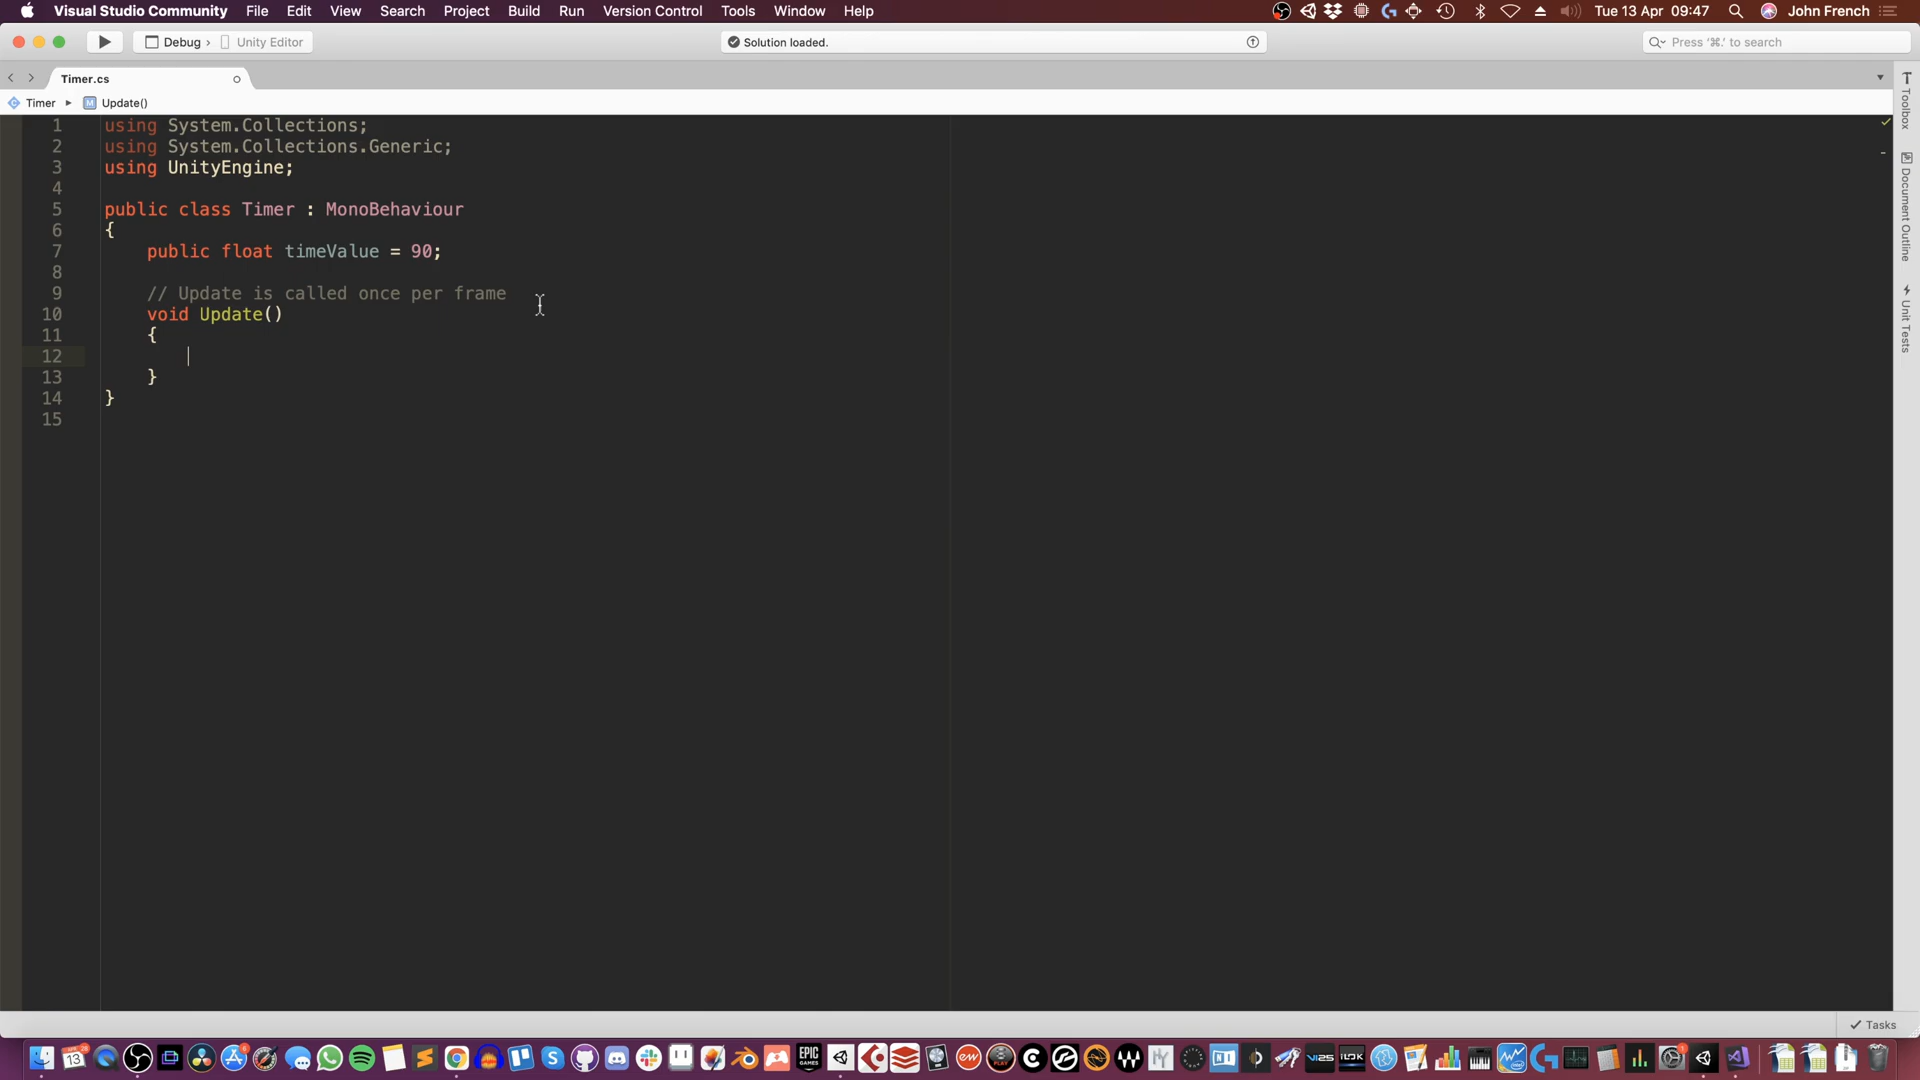 Visual Studio Community File Edit View Search Project Build Run Version Control Tools Window Help Tue 13 Apr 09:47 John French
Debug › Unity Editor Solution loaded. Press '⌘.' to search
Timer.cs
Timer ▸ M Update()
1 using System.Collections;
2 using System.Collections.Generic;
3 using UnityEngine;
4
5 public class Timer : MonoBehaviour
6 {
7 public float timeValue = 90;
8
9 // Update is called once per frame
10 void Update()
11 {
12
13 }
14 }
15
Toolbox
Document Outline
Unit Tests
Tasks